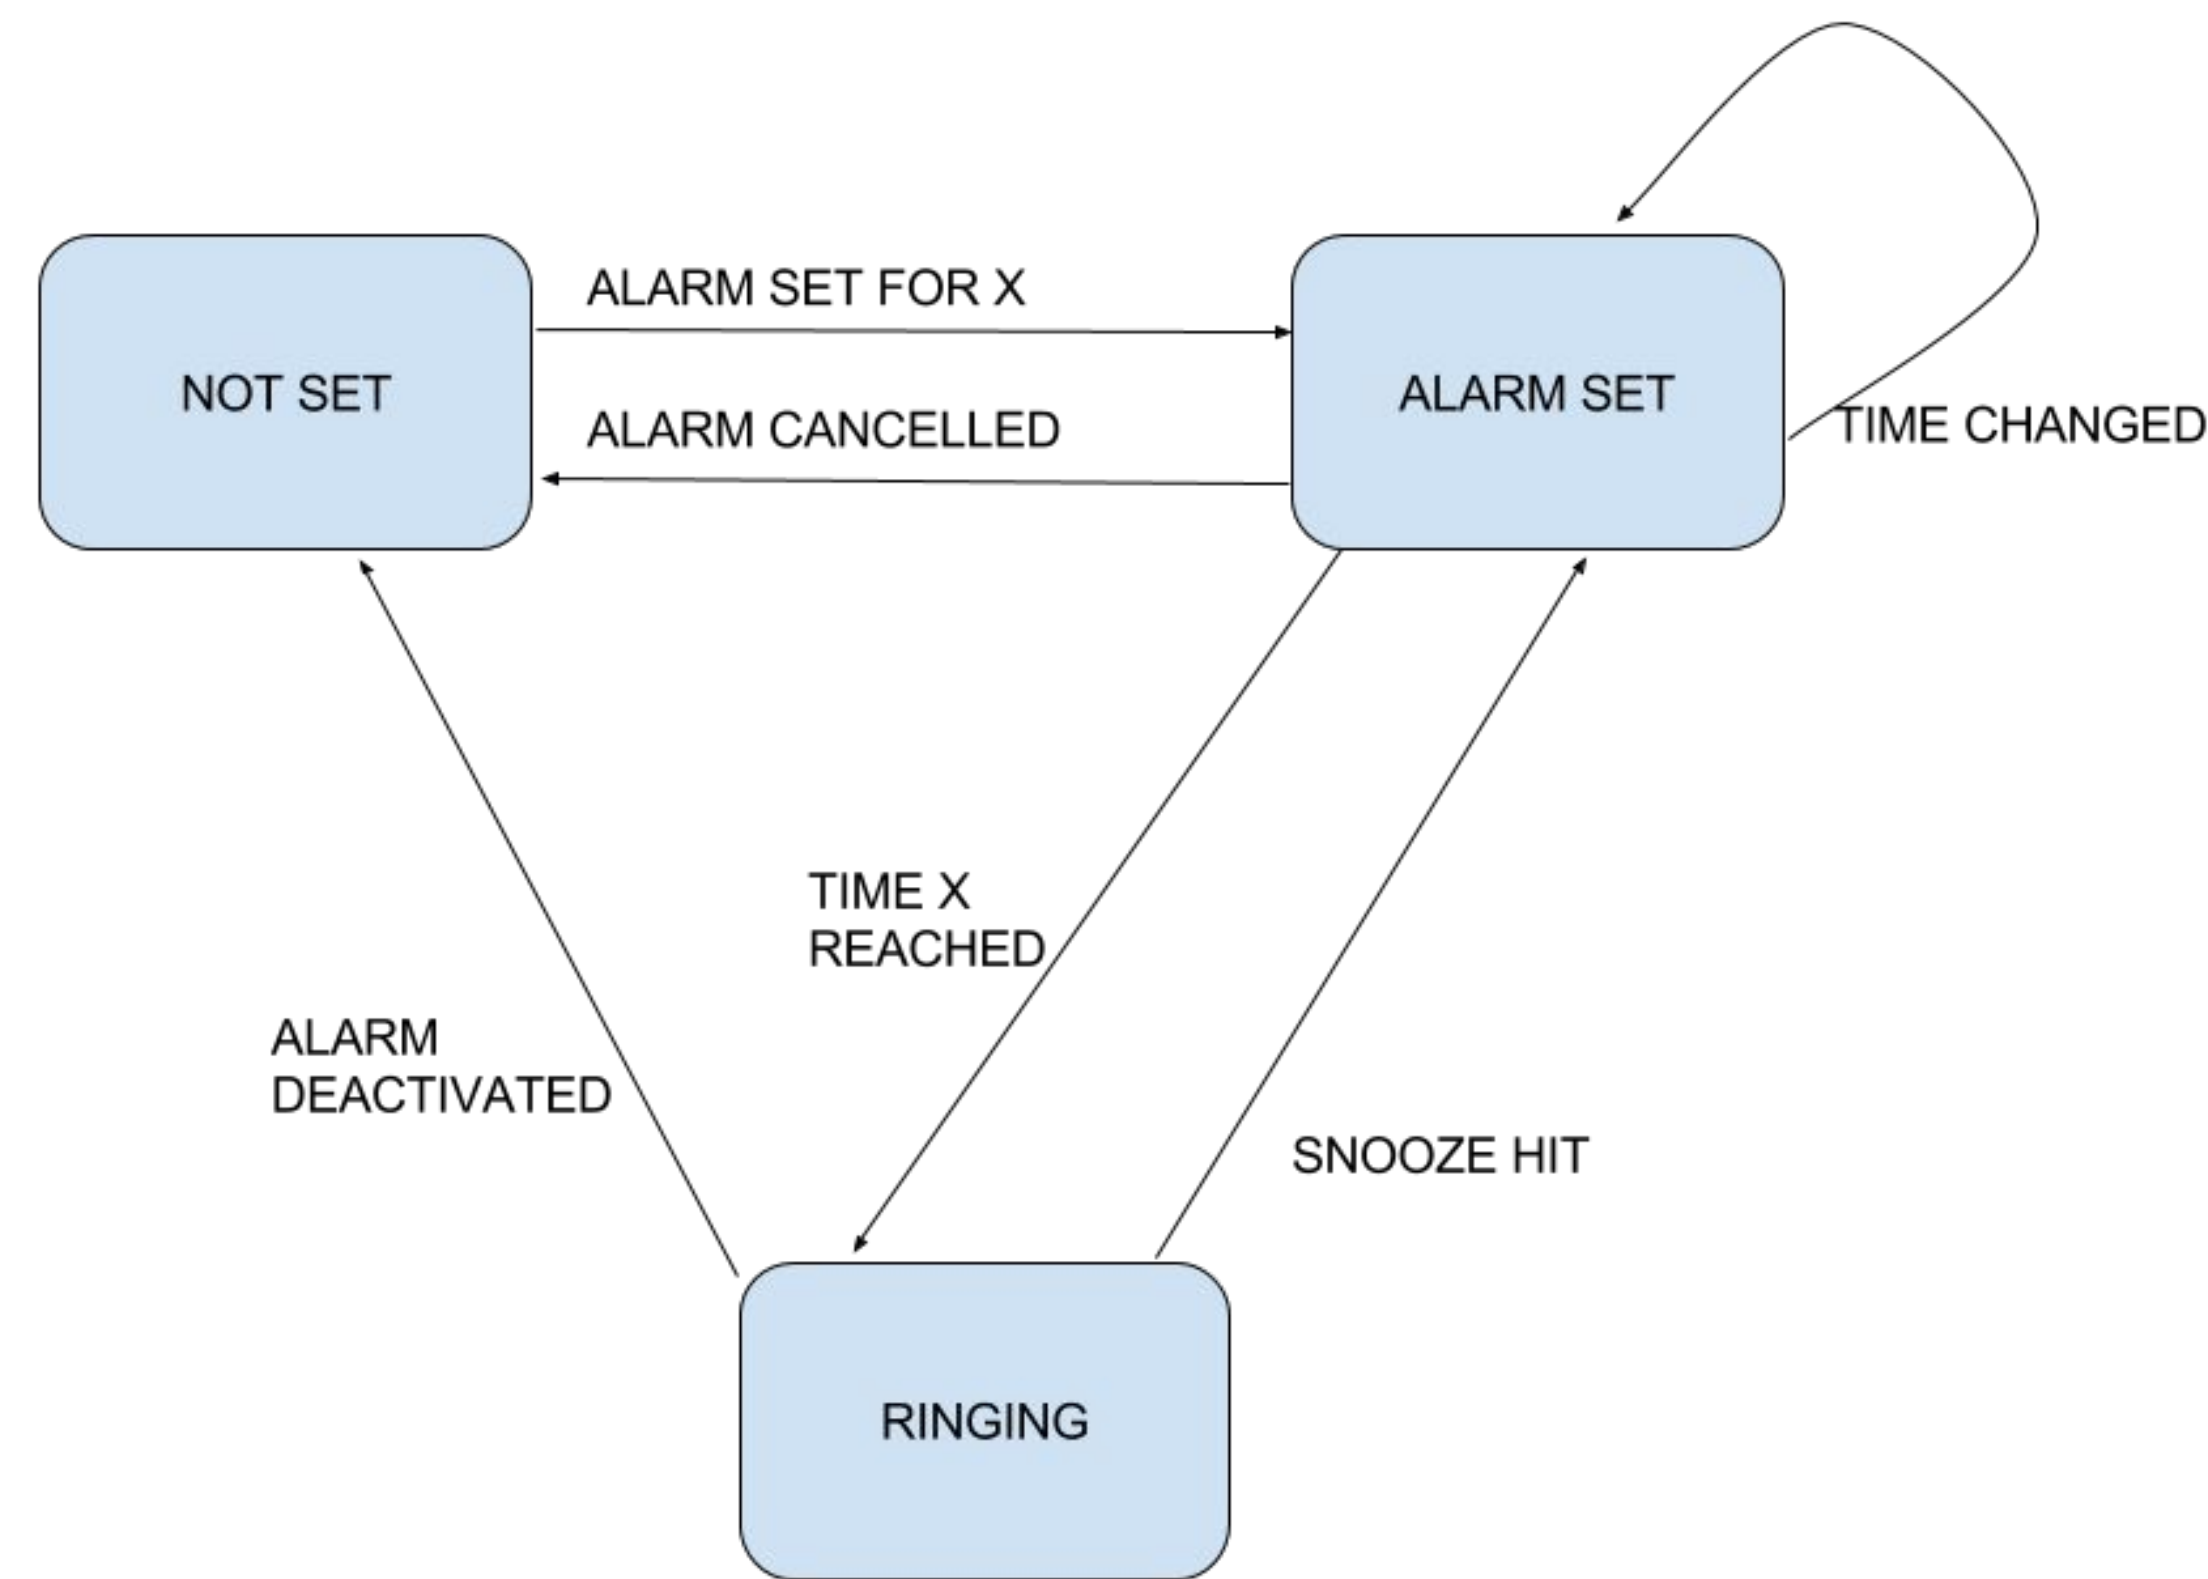 ALARM SET FOR X
NOT SET
ALARM SET
ALARM CANCELLED
TIME CHANGED
TIME X
REACHED
ALARM
DEACTIVATED
SNOOZE HIT
RINGING